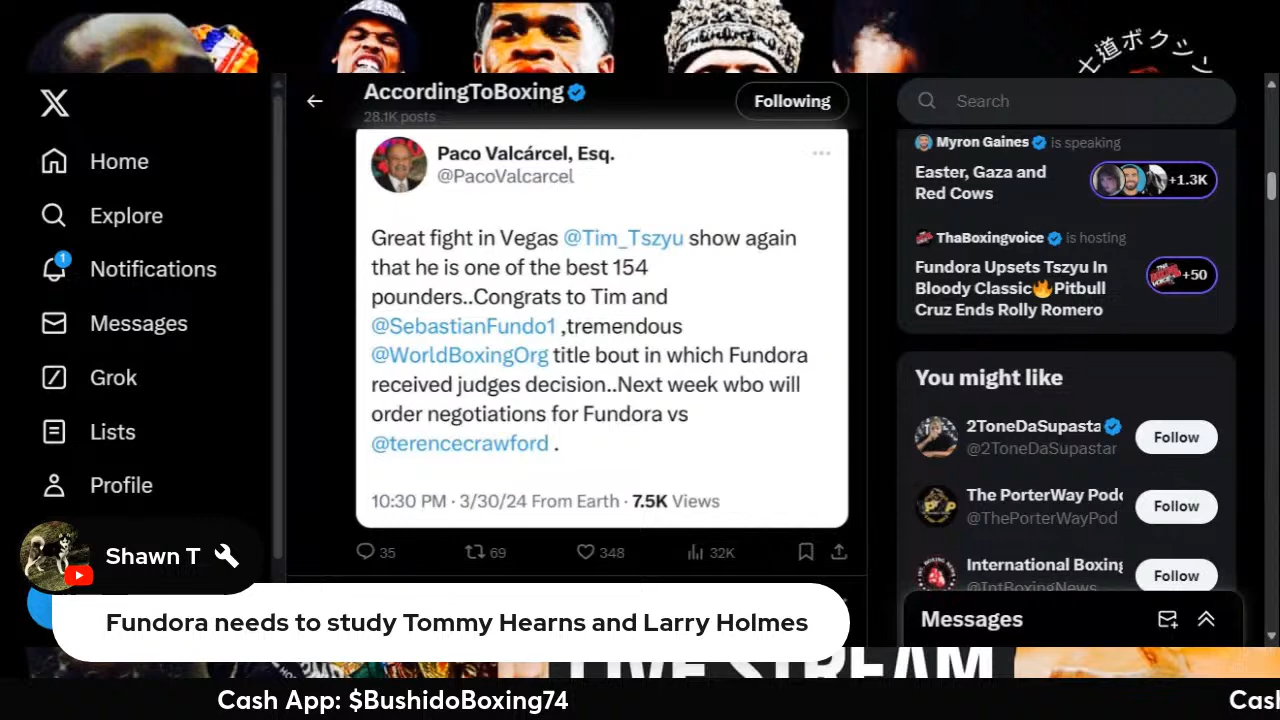 七道ボクシン
AccordingToBoxing
28.1K posts
Following
Search
Home
Explore
1
Notifications
Messages
Grok
Lists
Profile
Paco Valcárcel, Esq.
@PacoValcarcel
Great fight in Vegas @Tim_Tszyu show again
that he is one of the best 154
pounders..Congrats to Tim and
@SebastianFundo1 ,tremendous
@WorldBoxingOrg title bout in which Fundora
received judges decision..Next week wbo will
order negotiations for Fundora vs
@terencecrawford .
10:30 PM · 3/30/24 From Earth · 7.5K Views
35 69 348 32K
Myron Gaines is speaking
Easter, Gaza and
Red Cows
+1.3K
ThaBoxingvoice is hosting
Fundora Upsets Tszyu In
Bloody Classic🔥Pitbull
Cruz Ends Rolly Romero
+50
You might like
2ToneDaSupasta
@2ToneDaSupastar
Follow
The PorterWay Podc
@ThePorterWayPod
Follow
International Boxing
@IntBoxingNews
Follow
Messages
Shawn T
Fundora needs to study Tommy Hearns and Larry Holmes
LIVE STREAM
Cash App: $BushidoBoxing74
Cash